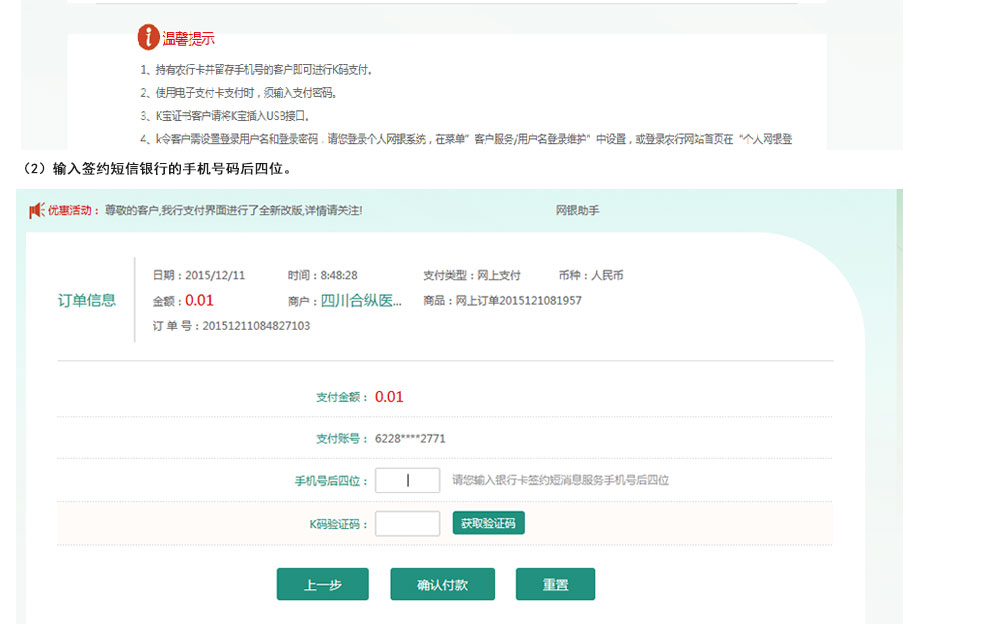 温馨提示
1、持有农行卡并留存手机号的客户即可进行K码支付。
2、使用电子支付卡支付时，须输入支付密码。
3、K宝证书客户请将K宝插入USB接口。
4、k令客户需设置登录用户名和登录密码．请您登录个人网银系统，在菜单“客户服务/用户名登录维护”中设置，或登录农行网站首页在“个人网银登
（2）输入签约短信银行的手机号码后四位。
优惠活动： 尊敬的客户,我行支付界面进行了全新改版,详情请关注! 网银助手
日期：2015/12/11 时间：8:48:28 支付类型：网上支付 币种：人民币
订单信息 金额：0.01 商户：四川合纵医... 商品：网上订单2015121081957
订 单 号：20151211084827103
支付金额： 0.01
支付账号： 6228****2771
手机号后四位： 请您输入银行卡签约短消息服务手机号后四位
K码验证码： 获取验证码
上一步 确认付款 重置